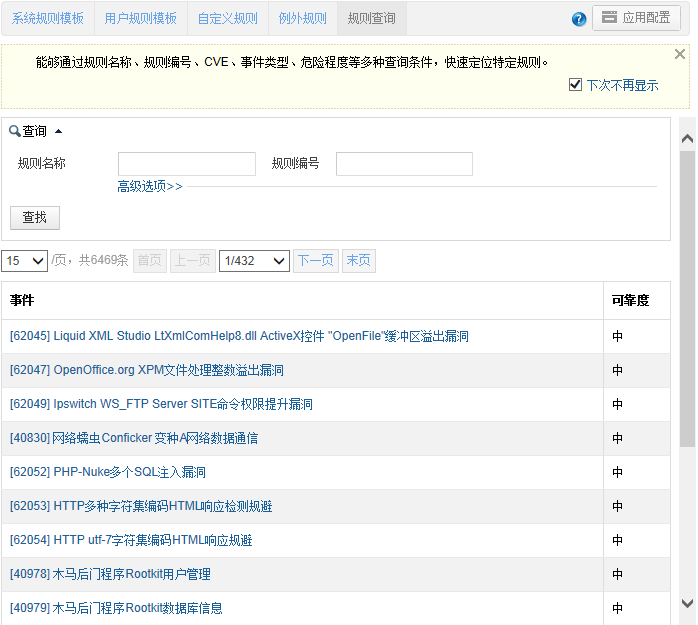 系统规则模板 用户规则模板 自定义规则 例外规则 规则查询 应用配置
能够通过规则名称、规则编号、CVE、事件类型、危险程度等多种查询条件，快速定位特定规则。
下次不再显示
查询
规则名称 规则编号
高级选项>>
查找
15 /页，共6469条 首页 上一页 1/432 下一页 末页
事件 可靠度
[62045] Liquid XML Studio LtXmlComHelp8.dll ActiveX控件 "OpenFile"缓冲区溢出漏洞 中
[62047] OpenOffice.org XPM文件处理整数溢出漏洞 中
[62049] Ipswitch WS_FTP Server SITE命令权限提升漏洞 中
[40830] 网络蠕虫Conficker 变种A网络数据通信 中
[62052] PHP-Nuke多个SQL注入漏洞 中
[62053] HTTP多种字符集编码HTML响应检测规避 中
[62054] HTTP utf-7字符集编码HTML响应规避 中
[40978] 木马后门程序Rootkit用户管理 中
[40979] 木马后门程序Rootkit数据库信息 中